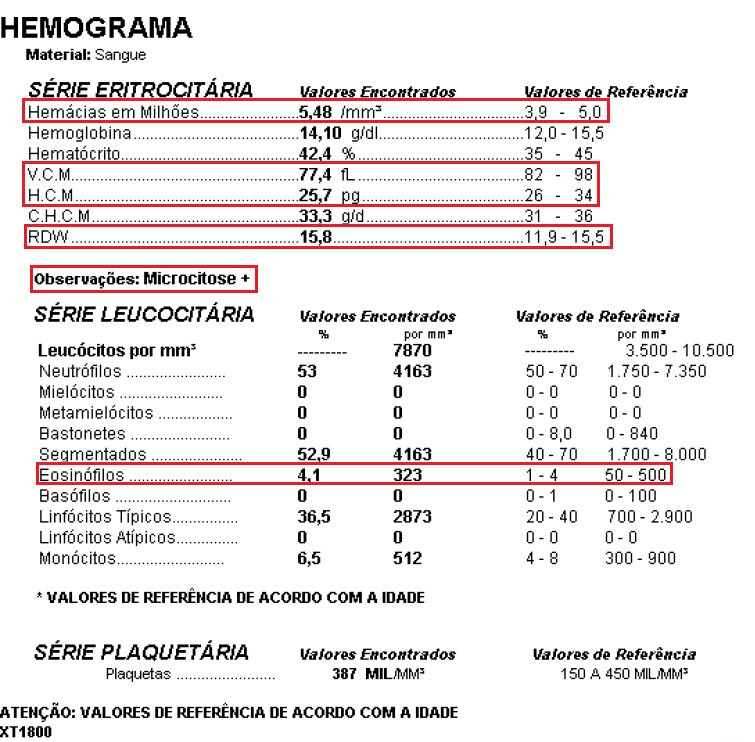 HEMOGRAMA
Material: Sangue
SÉRIE ERITROCITÁRIA Valores Encontrados Valores de Referência
Hemácias em Milhões......................5,48 /mm³................................3,9 - 5,0
Hemoglobina..................................14,10 g/dl.................................12,0 - 15,5
Hematócrito...................................42,4 %.....................................35 - 45
V.C.M.............................................77,4 fL.....................................82 - 98
H.C.M............................................25,7 pg....................................26 - 34
C.H.C.M.........................................33,3 g/d...................................31 - 36
RDW..............................................15,8.........................................11,9 - 15,5
Observações: Microcitose +
SÉRIE LEUCOCITÁRIA Valores Encontrados Valores de Referência
% por mm³ % por mm³
Leucócitos por mm³ --------- 7870 --------- 3.500 - 10.500
Neutrófilos ........................ 53 4163 50 - 70 1.750 - 7.350
Mielócitos ......................... 0 0 0 - 0 0 - 0
Metamielócitos .................. 0 0 0 - 0 0 - 0
Bastonetes ........................ 0 0 0 - 8,0 0 - 840
Segmentados ...................... 52,9 4163 40 - 70 1.700 - 8.000
Eosinófilos ......................... 4,1 323 1 - 4 50 - 500
Basófilos ............................ 0 0 0 - 1 0 - 100
Linfócitos Típicos................ 36,5 2873 20 - 40 700 - 2.900
Linfócitos Atípicos............... 0 0 0 - 0 0 - 0
Monócitos.......................... 6,5 512 4 - 8 300 - 900
* VALORES DE REFERÊNCIA DE ACORDO COM A IDADE
SÉRIE PLAQUETÁRIA Valores Encontrados Valores de Referência
Plaquetas ........................ 387 MIL/MM³ 150 A 450 MIL/MM³
ATENÇÃO: VALORES DE REFERÊNCIA DE ACORDO COM A IDADE
XT1800